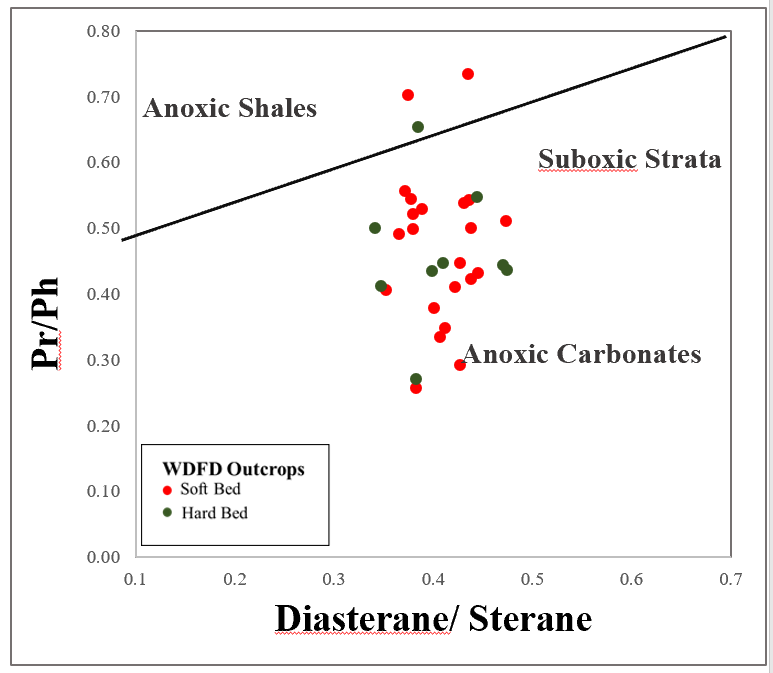 0.80
0.70
Anoxic Shales
0.60
Suboxic Strata
0.50
0.40
Pr/Ph
0.30
Anoxic Carbonates
0.20
0.10
WDFD Outcrops
Soft Bed
Hard Bed
0.00
0.1 0.2 0.3 0.4 0.5 0.6 0.7
Diasterane/ Sterane